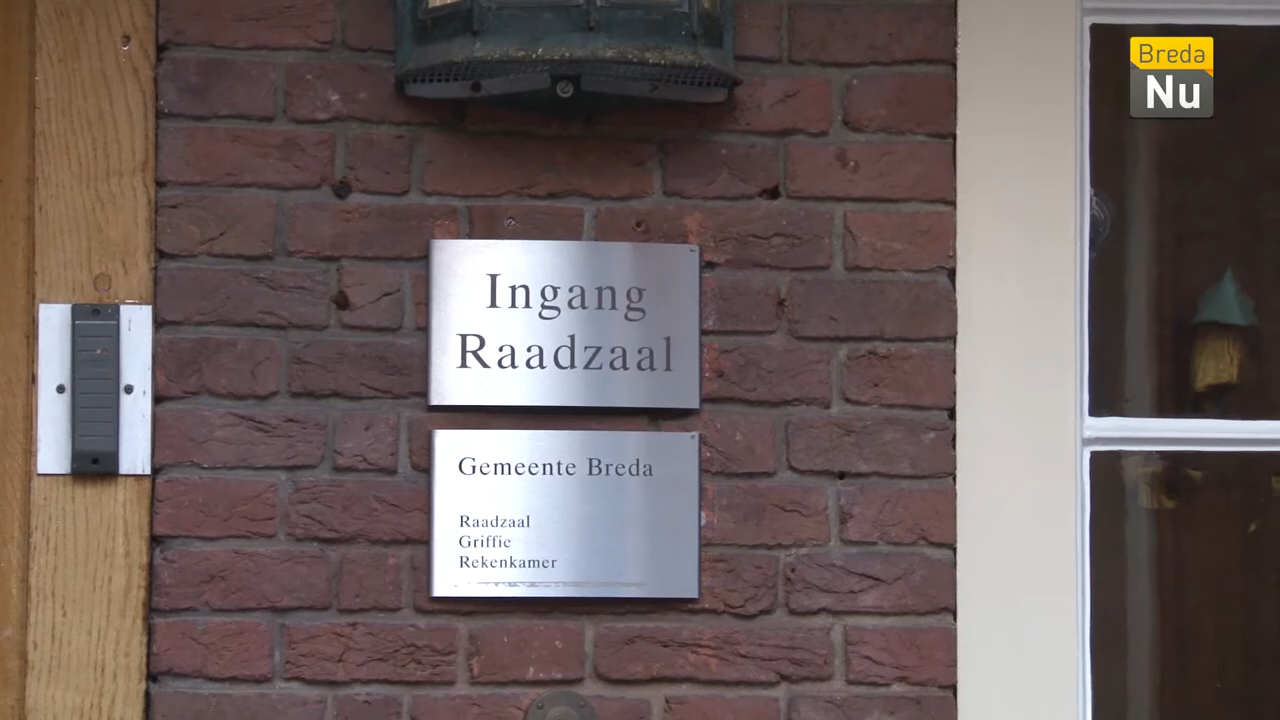 Breda
Nu
Ingang
Raadzaal
Gemeente Breda
Raadzaal
Griffie
Rekenkamer